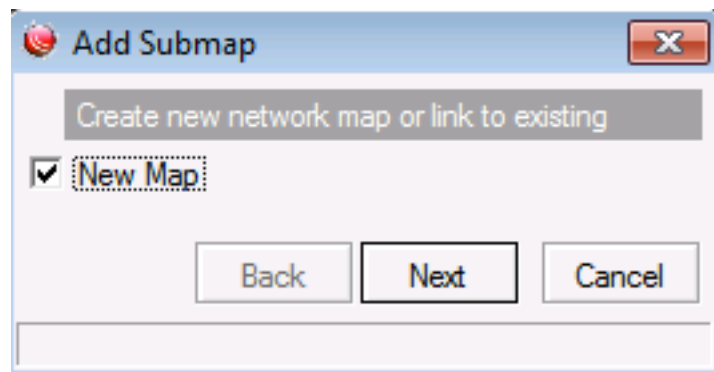 Add Submap
Create new network map or link to existing
New Map
Back Next Cancel